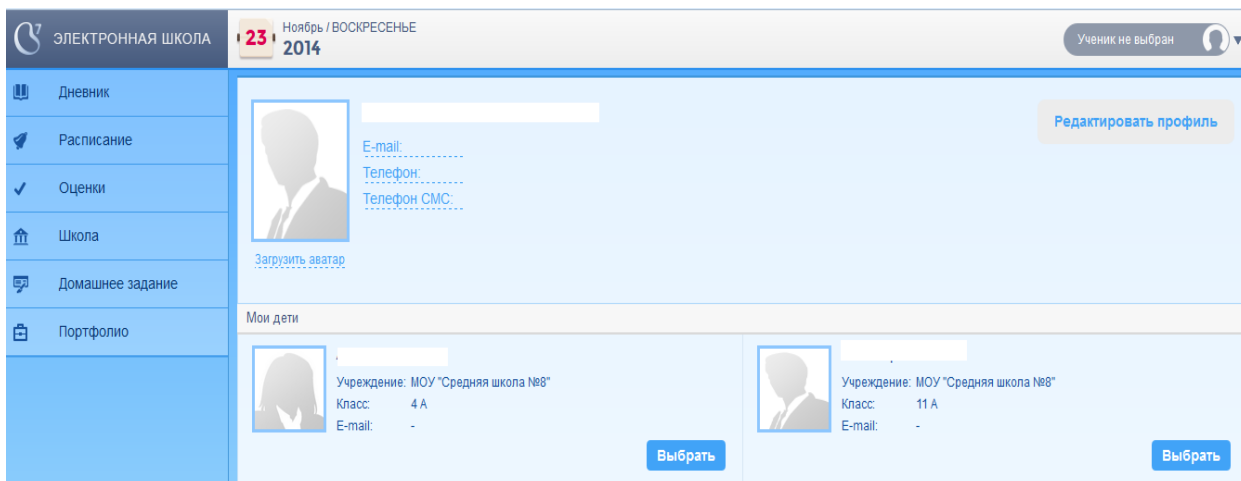 ЭЛЕКТРОННАЯ ШКОЛА
23
Ноябрь / ВОСКРЕСЕНЬЕ
2014
Ученик не выбран
Дневник
Расписание
Оценки
Школа
Домашнее задание
Портфолио
E-mail:
Телефон:
Телефон СМС:
Загрузить аватар
Редактировать профиль
Мои дети
Учреждение: МОУ "Средняя школа №8"
Класс: 4 А
E-mail: -
Выбрать
Учреждение: МОУ "Средняя школа №8"
Класс: 11 А
E-mail: -
Выбрать